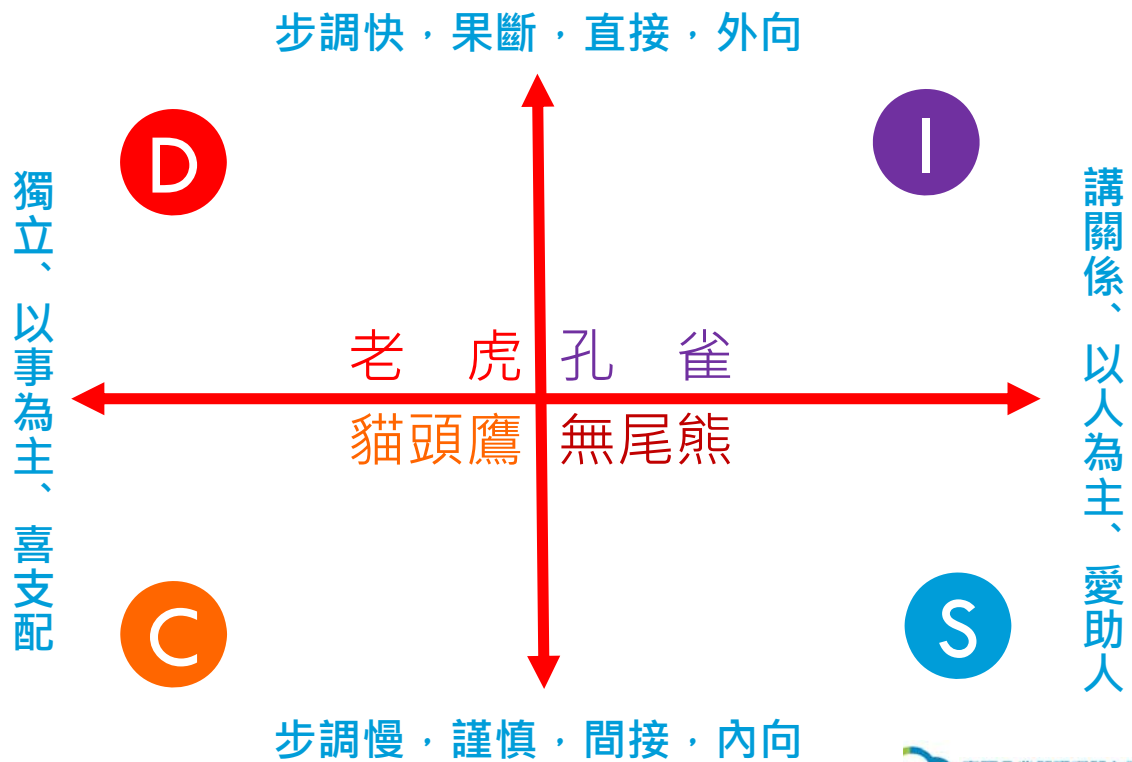 步調快，果斷，直接，外向
D
I
獨立、以事為主、喜支配
講關係、以人為主、愛助人
老 虎
孔 雀
貓頭鷹
無尾熊
C
S
步調慢，謹慎，間接，內向